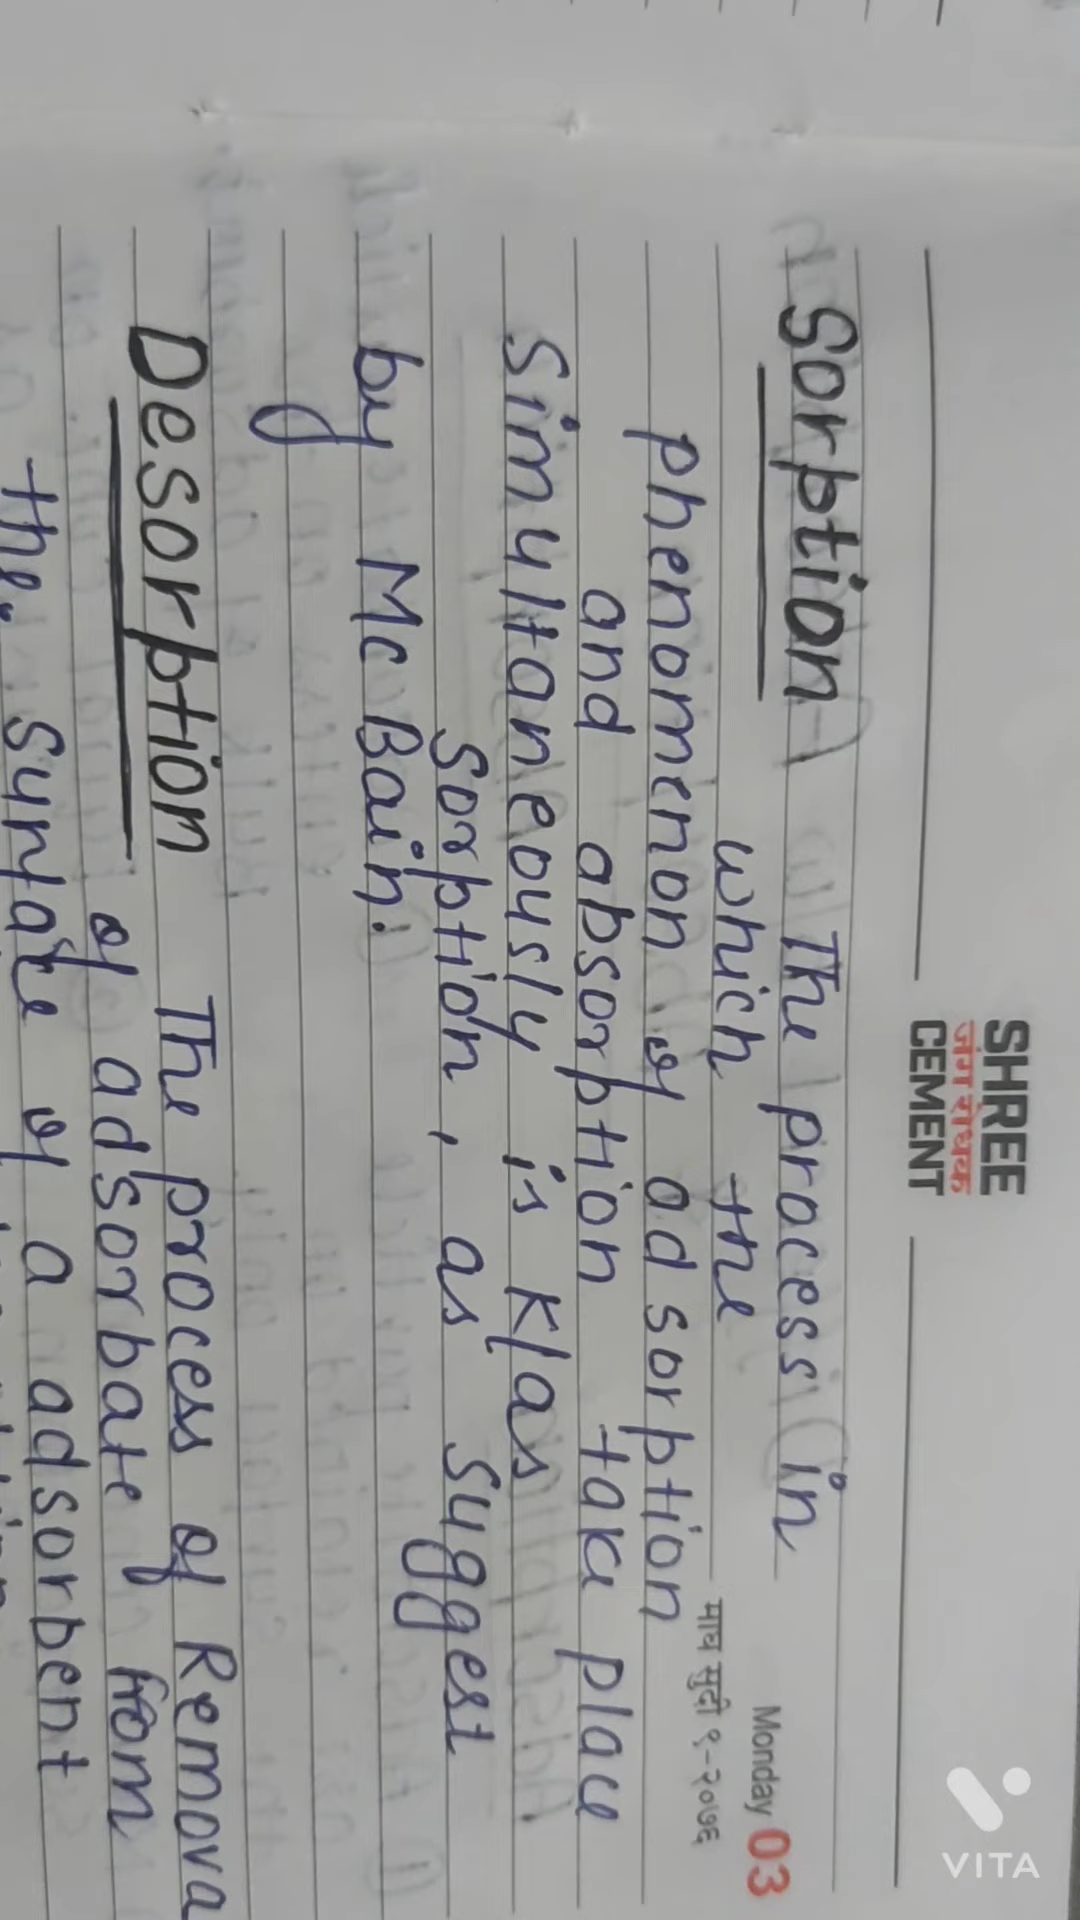 SHREE
जंग रोधक
CEMENT
Monday 03
माघ सुदी ९-२०७६
Sorption The process in
which the
phenomenon of adsorption
and absorption take place
Simultaneously is Klas
Sorption, as Suggest
by McBain.
Desorption The process of Remova
of adsorbate from
the Surface of a adsorbent
VITA